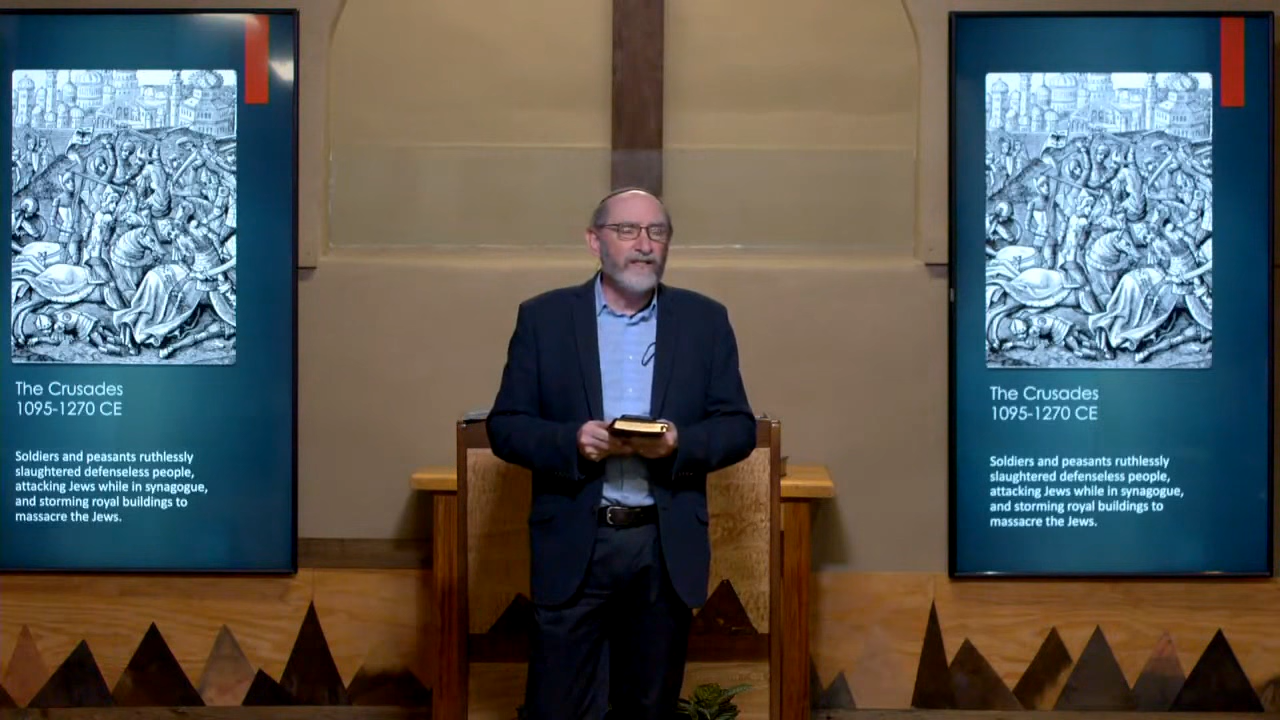 The Crusades
1095-1270 CE
Soldiers and peasants ruthlessly
slaughtered defenseless people,
attacking Jews while in synagogue,
and storming royal buildings to
massacre the Jews.
The Crusades
1095-1270 CE
Soldiers and peasants ruthlessly
slaughtered defenseless people,
attacking Jews while in synagogue,
and storming royal buildings to
massacre the Jews.